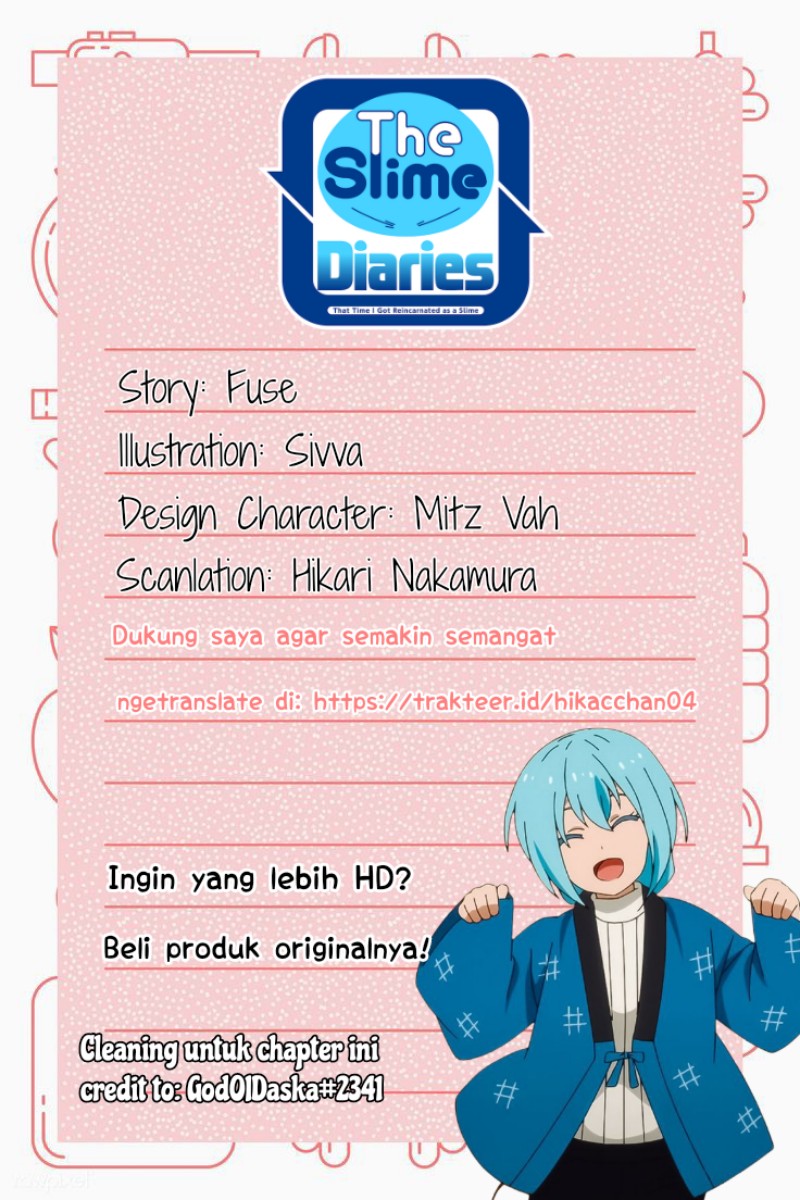 The
Slime
Diaries
That Time I Got Reincarnated as a Slime
Story: Fuse
Illustration: Sivva
Design Character: Mitz Vah
Scanlation: Hikari Nakamura
Dukung saya agar semakin semangat
ngetranslate di: https://trakteer.id/hikacchan04
Ingin yang lebih HD?
Beli produk originalnya!
Cleaning untuk chapter ini
credit to: God01Daska#2341